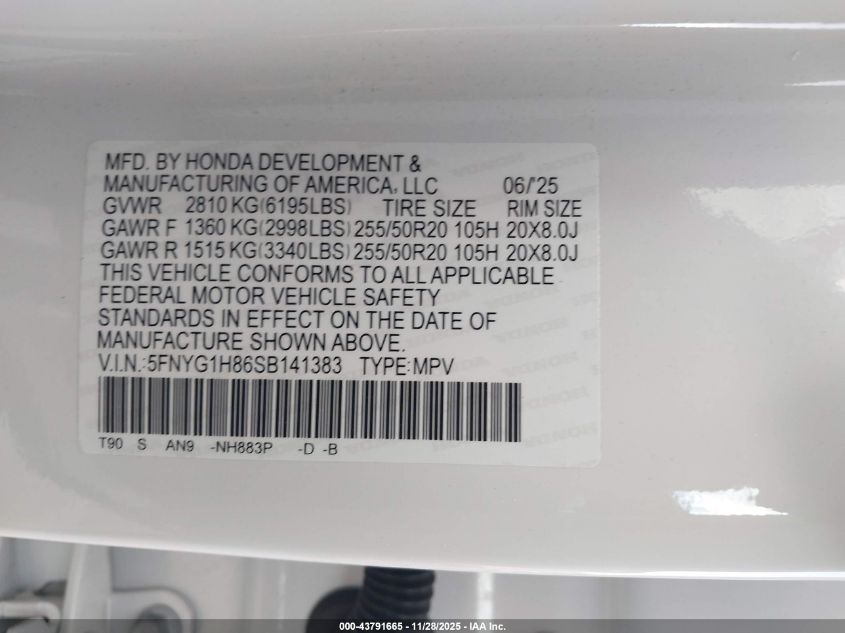 MFD. BY HONDA DEVELOPMENT &
MANUFACTURING OF AMERICA, LLC 06/'25
GVWR 2810 KG(6195LBS) TIRE SIZE RIM SIZE
GAWR F 1360 KG(2998LBS) 255/50R20 105H 20X8.0J
GAWR R 1515 KG(3340LBS) 255/50R20 105H 20X8.0J
THIS VEHICLE CONFORMS TO ALL APPLICABLE
FEDERAL MOTOR VEHICLE SAFETY
STANDARDS IN EFFECT ON THE DATE OF
MANUFACTURE SHOWN ABOVE.
V.I.N.:5FNYG1H86SB141383 TYPE:MPV
T90 S AN9 -NH883P -D -B
000-43791665 - 11/28/2025 - IAA Inc.